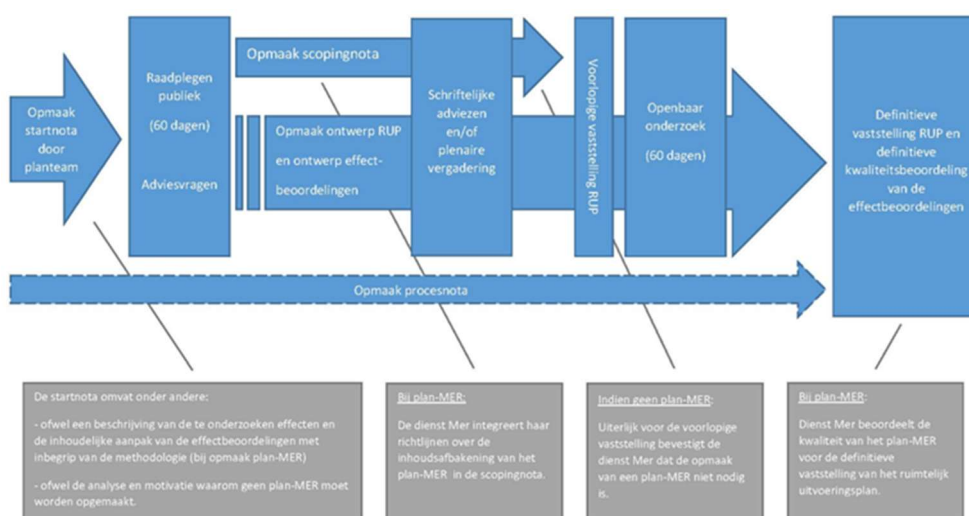 Opmaak
startnota
door
planteam
Raadplegen
publiek
(60 dagen)
Adviesvragen
Opmaak scopingnota
Opmaak ontwerp RUP
en ontwerp effect-
beoordelingen
Schriftelijke
adviezen
en/of
plenaire
vergadering
Voorlopige vaststelling RUP
Openbaar
onderzoek
(60 dagen)
Definitieve
vaststelling RUP en
definitieve
kwaliteitsbeoordeling
van de
effectbeoordelingen
Opmaak procesnota
De startnota omvat onder andere:
- ofwel een beschrijving van de te onderzoeken effecten en
de inhoudelijke aanpak van de effectbeoordelingen met
inbegrip van de methodologie (bij opmaak plan-MER)
- ofwel de analyse en motivatie waarom geen plan-MER moet
worden opgemaakt.
Bij plan-MER:
De dienst Mer integreert haar
richtlijnen over de
inhoudsafbakening van het
plan-MER in de scopingnota.
Indien geen plan-MER:
Uiterlijk voor de voorlopige
vaststelling bevestigt de
dienst Mer dat de opmaak
van een plan-MER niet nodig
is.
Bij plan-MER:
Dienst Mer beoordeelt de
kwaliteit van het plan-MER
voor de definitieve
vaststelling van het ruimtelijk
uitvoeringsplan.